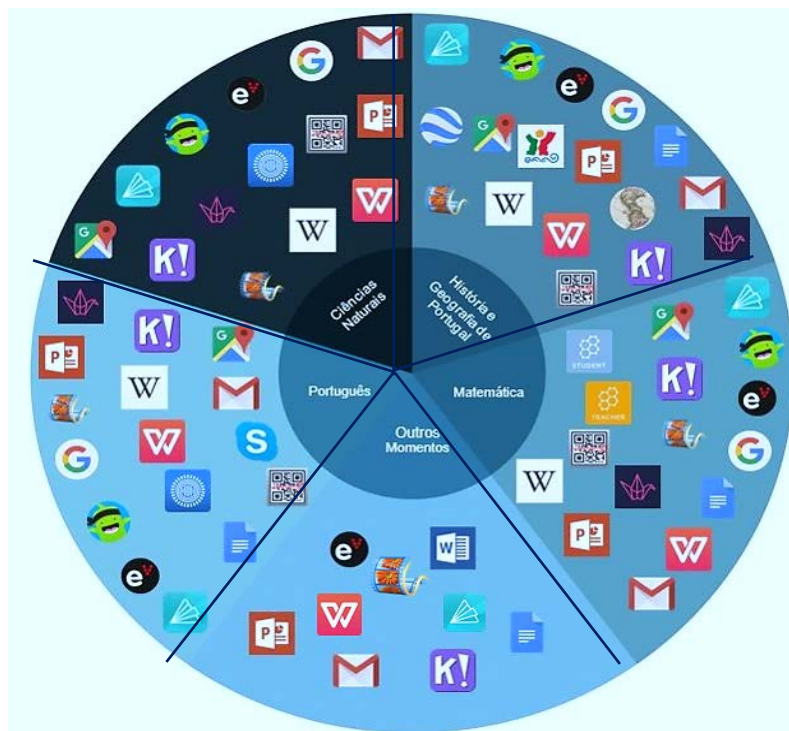 Ciências
Naturais
História e
Geografia de
Portugal
Português
Matemática
Outros
Momentos
STUDENT
TEACHER
G
e
P
W
W
K!
G
e
G
G
P
W
W
K!
K!
G
P
W
W
G
S
e
G
K!
e
G
W
P
W
e
W
P
W
K!